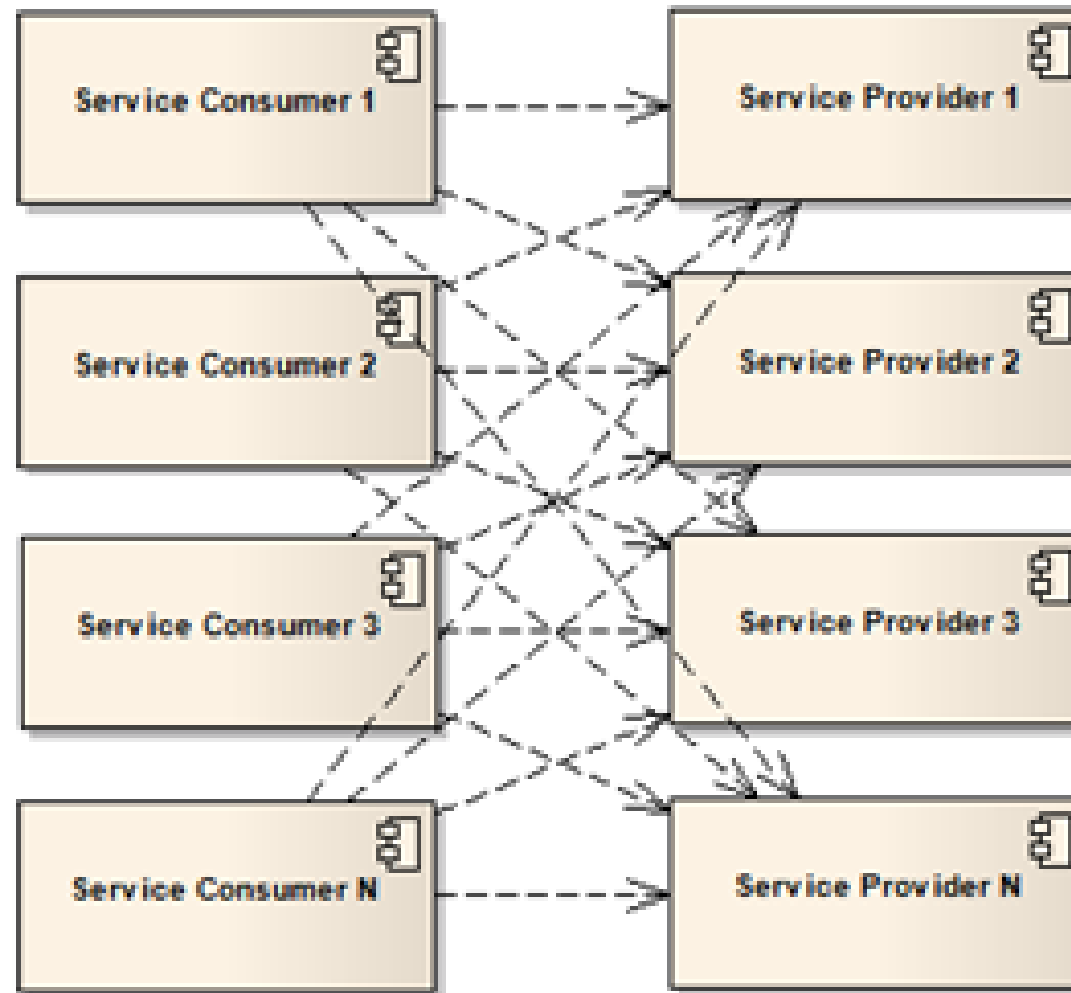 Service Consumer 1
Service Provider 1
Service Consumer 2
Service Provider 2
Service Consumer 3
Service Provider 3
Service Consumer N
Service Provider N